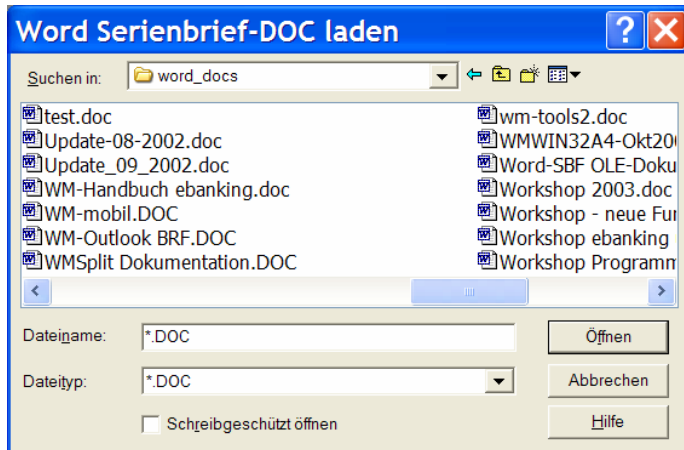 Word Serienbrief-DOC laden
Suchen in: word_docs
test.doc
Update-08-2002.doc
Update_09_2002.doc
WM-Handbuch ebanking.doc
WM-mobil.DOC
WM-Outlook BRF.DOC
WMSplit Dokumentation.DOC
wm-tools2.doc
WMWIN32A4-Okt20
Word-SBF OLE-Doku
Workshop 2003.doc
Workshop - neue Fu
Workshop ebanking
Workshop Programm
Dateiname: *.DOC Öffnen
Dateityp: *.DOC Abbrechen
Schreibgeschützt öffnen Hilfe